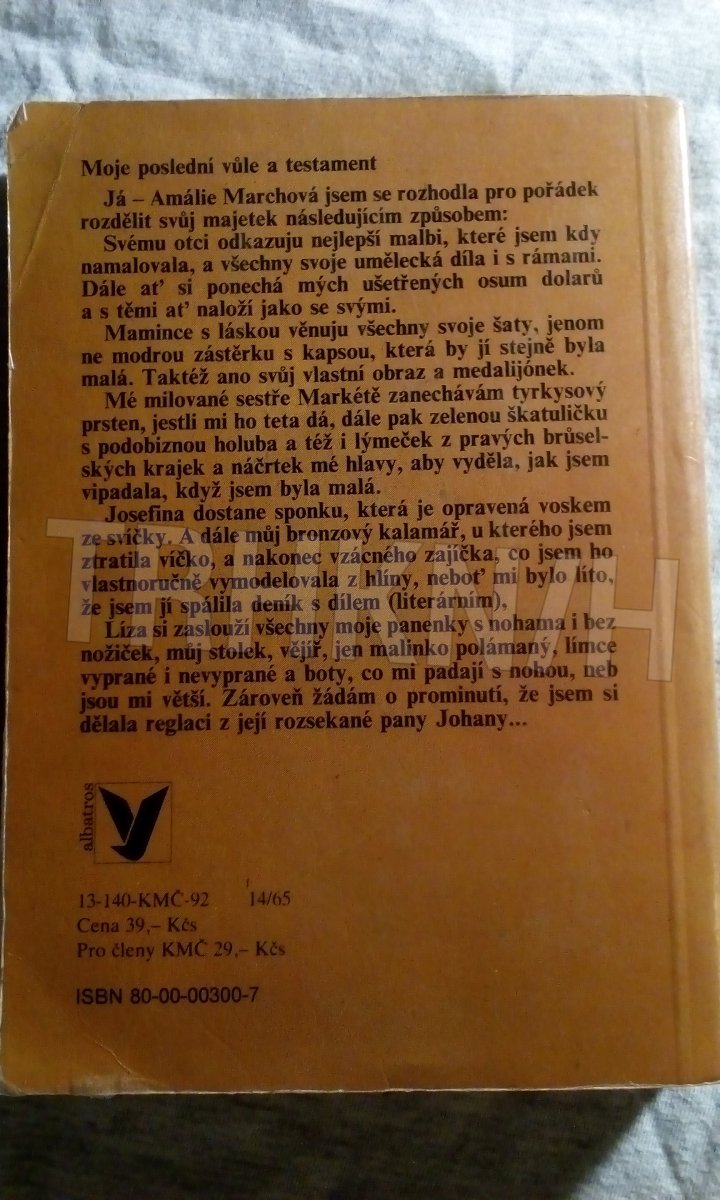 Moje poslední vůle a testament
Já – Amálie Marchová jsem se rozhodla pro pořádek
rozdělit svůj majetek následujícím způsobem:
Svému otci odkazuju nejlepší malbi, které jsem kdy
namalovala, a všechny svoje umělecká díla i s rámami.
Dále ať si ponechá mých ušetřených osum dolarů
a s těmi ať naloží jako se svými.
Mamince s láskou věnuju všechny svoje šaty, jenom
ne modrou zástěrku s kapsou, která by jí stejně byla
malá. Taktéž ano svůj vlastní obraz a medalijónek.
Mé milované sestře Markétě zanechávám tyrkysový
prsten, jestli mi ho teta dá, dále pak zelenou škatuličku
s podobiznou holuba a též i lýmeček z pravých brůsel-
ských krajek a náčrtek mé hlavy, aby vyděla, jak jsem
vipadala, když jsem byla malá.
Josefina dostane sponku, která je opravená voskem
ze svíčky. A dále můj bronzový kalamář, u kterého jsem
ztratila víčko, a nakonec vzácného zajíčka, co jsem ho
vlastnoručně vymodelovala z hlíny, neboť mi bylo líto,
že jsem jí spálila deník s dílem (literárním),
Líza si zaslouží všechny moje panenky s nohama i bez
nožiček, můj stolek, vějíř, jen malinko polámaný, límce
vyprané i nevyprané a boty, co mi padají s nohou, neb
jsou mi větší. Zároveň žádám o prominutí, že jsem si
dělala reglaci z její rozsekané pany Johany...
albatros
13-140-KMČ-92 14/65
Cena 39,– Kčs
Pro členy KMČ 29,– Kčs
ISBN 80-00-00300-7